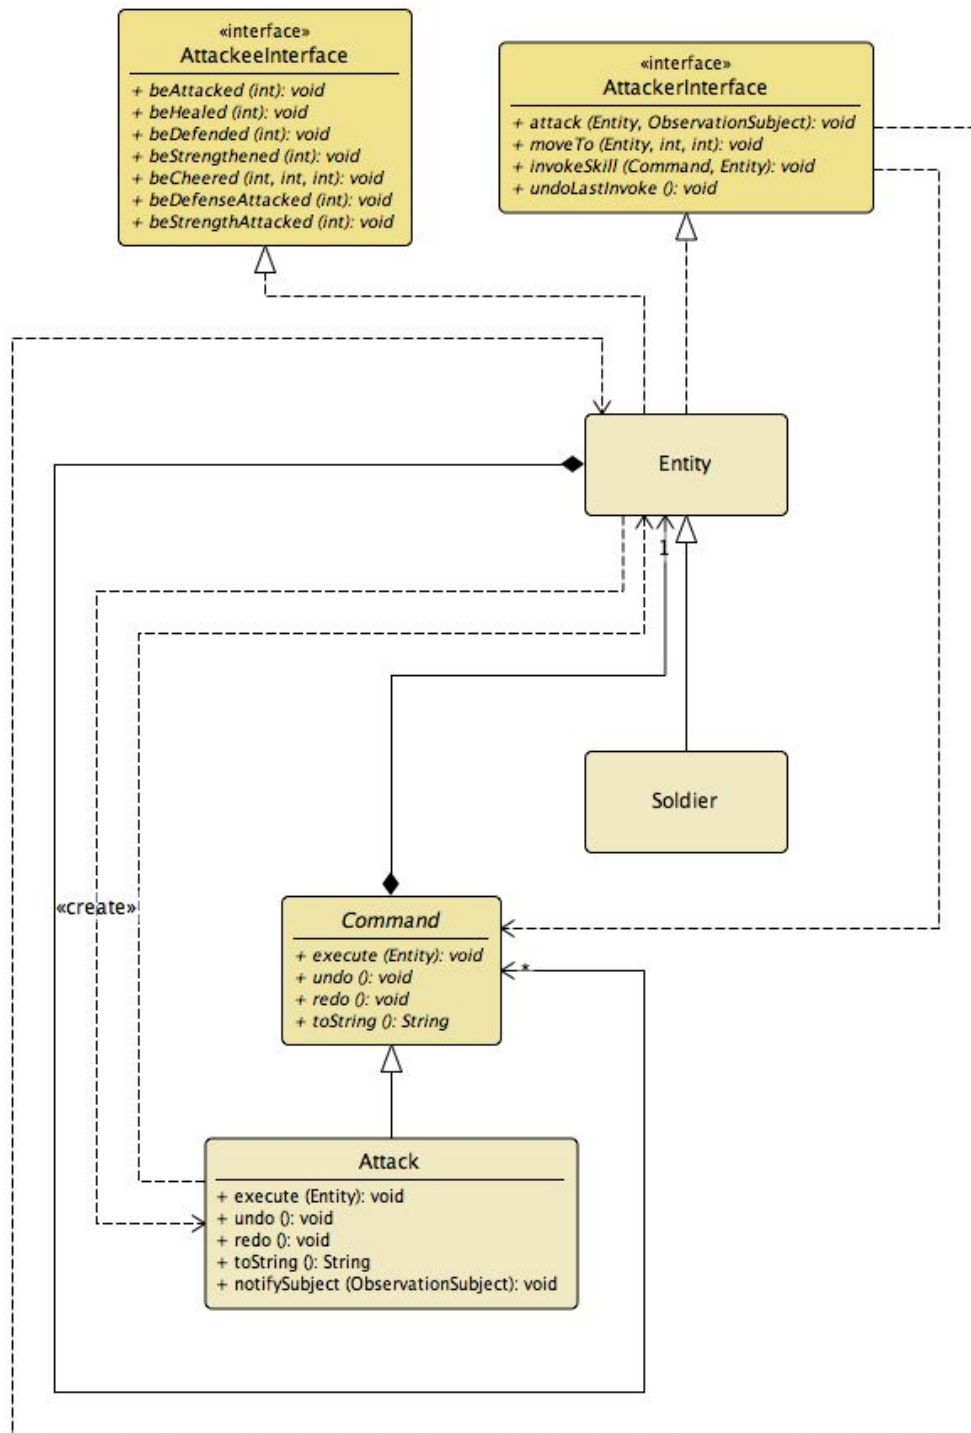 «interface»
AttackeeInterface
+ beAttacked (int): void
+ beHealed (int): void
+ beDefended (int): void
+ beStrengthened (int): void
+ beCheered (int, int, int): void
+ beDefenseAttacked (int): void
+ beStrengthAttacked (int): void
«interface»
AttackerInterface
+ attack (Entity, ObservationSubject): void
+ moveTo (Entity, int, int): void
+ invokeSkill (Command, Entity): void
+ undoLastInvoke (): void
Entity
1
Soldier
«create»
Command
+ execute (Entity): void
+ undo (): void
+ redo (): void
+ toString (): String
*
Attack
+ execute (Entity): void
+ undo (): void
+ redo (): void
+ toString (): String
+ notifySubject (ObservationSubject): void